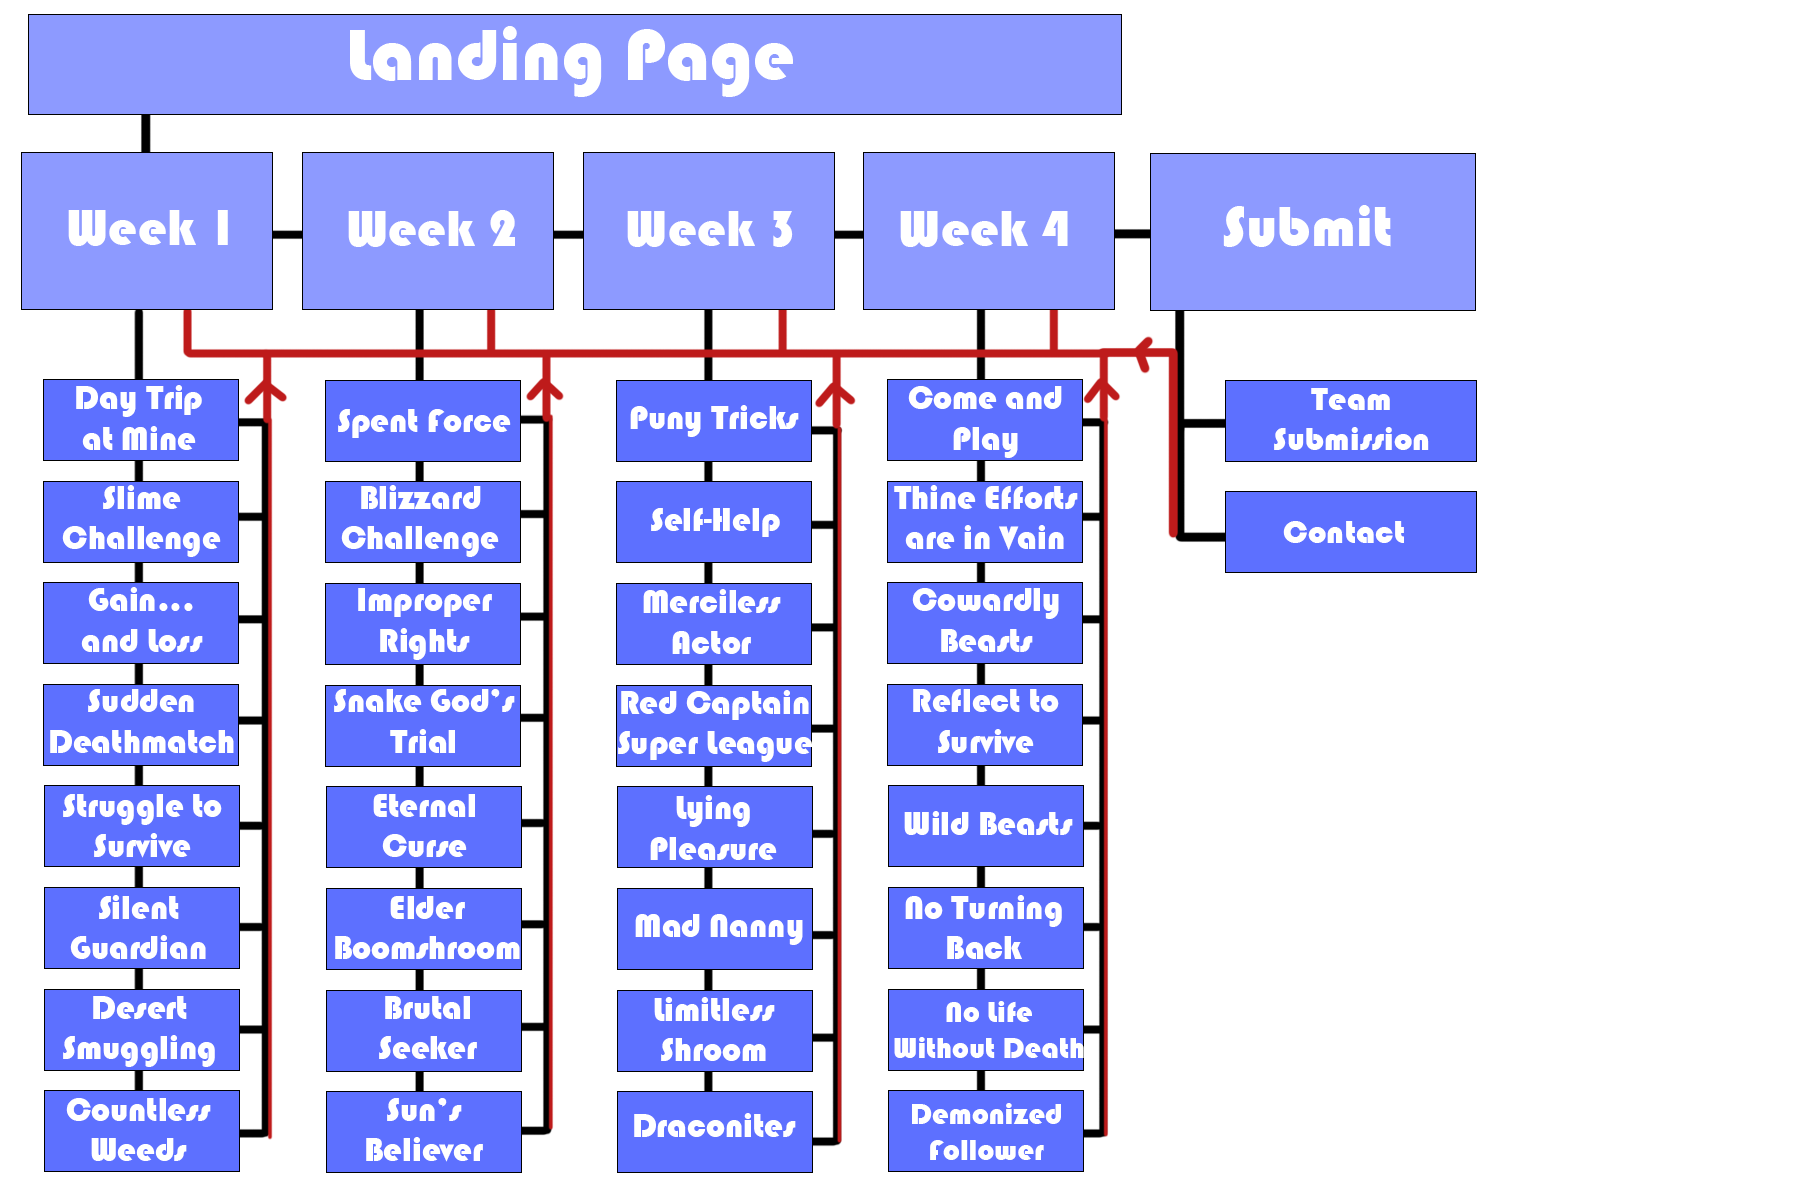 Landing Page
Week 1
Week 2
Week 3
Week 4
Submit
Day Trip
at Mine
Slime
Challenge
Gain...
and Loss
Sudden
Deathmatch
Struggle to
Survive
Silent
Guardian
Desert
Smuggling
Countless
Weeds
Spent Force
Blizzard
Challenge
Improper
Rights
Snake God's
Trial
Eternal
Curse
Elder
Boomshroom
Brutal
Seeker
Sun's
Believer
Puny Tricks
Self-Help
Merciless
Actor
Red Captain
Super League
Lying
Pleasure
Mad Nanny
Limitless
Shroom
Draconites
Come and
Play
Thine Efforts
are in Vain
Cowardly
Beasts
Reflect to
Survive
Wild Beasts
No Turning
Back
No Life
Without Death
Demonized
Follower
Team
Submission
Contact